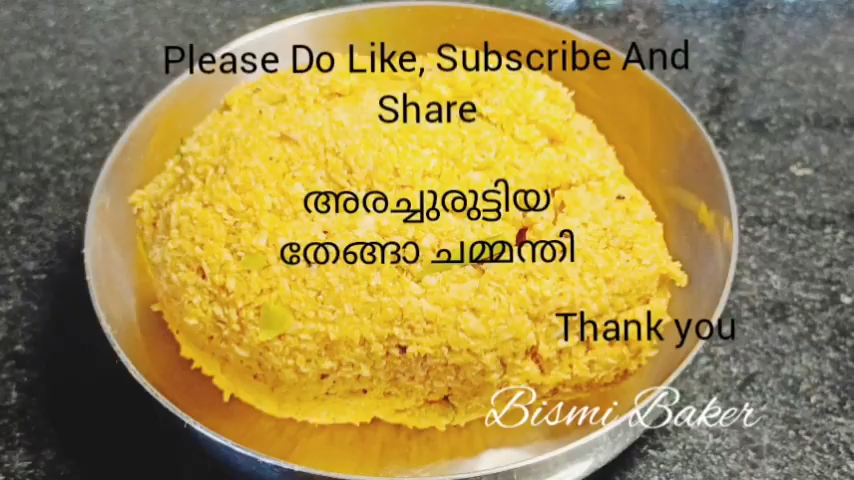 Please Do Like, Subscribe And
Share
അരച്ചുരുട്ടിയ
തേങ്ങാ ചമ്മന്തി
Thank you
Bismi Baker